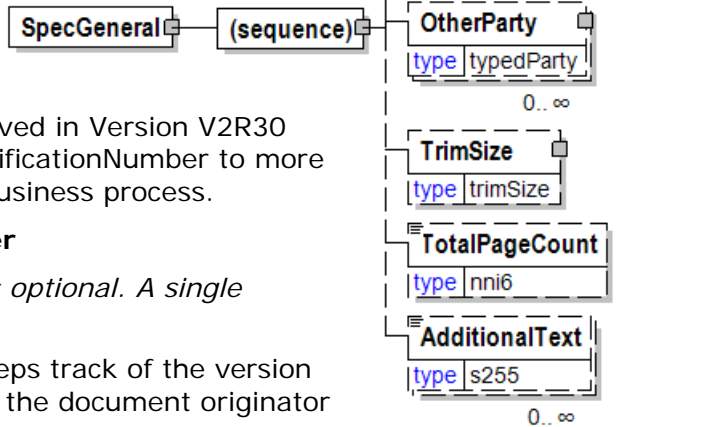 SpecGeneral
(sequence)
OtherParty
type typedParty
0.. ∞
TrimSize
type trimSize
TotalPageCount
type nni6
AdditionalText
type s255
0.. ∞
ved in Version V2R30
ificationNumber to more
usiness process.
r
optional. A single
eps track of the version
the document originator